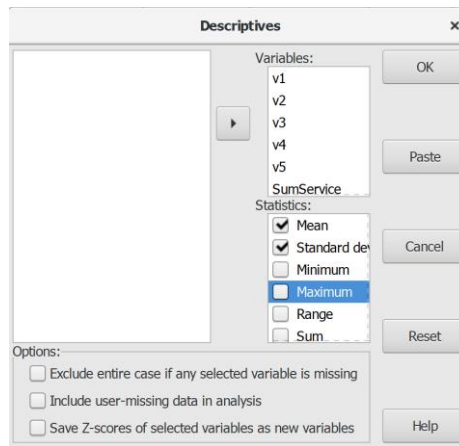 Descriptives ×
Variables:
v1
v2
v3
v4
v5
SumService
Statistics:
Mean
Standard dev
Minimum
Maximum
Range
Sum
Options:
Exclude entire case if any selected variable is missing
Include user-missing data in analysis
Save Z-scores of selected variables as new variables
OK
Paste
Cancel
Reset
Help